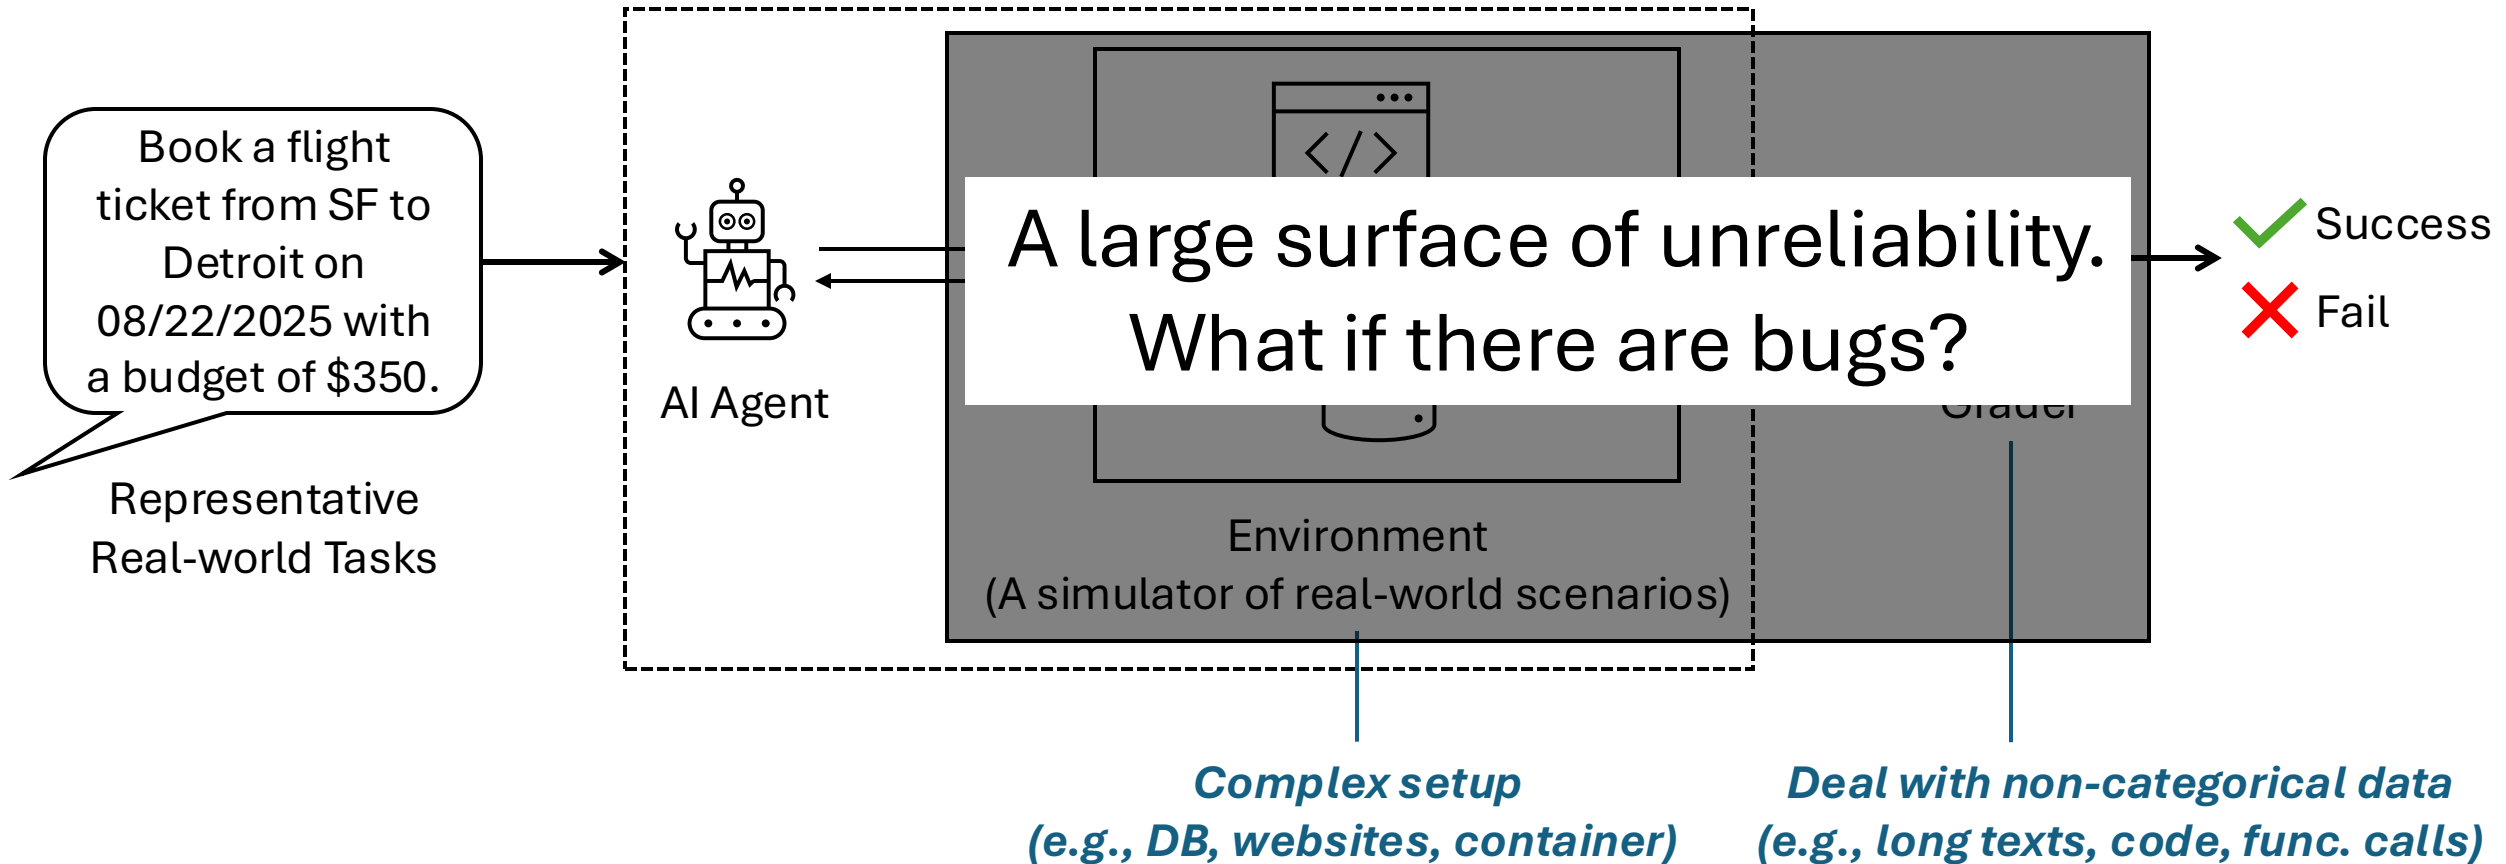 Book a flight
ticket from SF to
Detroit on
08/22/2025 with
a budget of $350.
Representative
Real-world Tasks
AI Agent
A large surface of unreliability.
What if there are bugs?
Grader
Environment
(A simulator of real-world scenarios)
Success
Fail
Complex setup
(e.g., DB, websites, container)
Deal with non-categorical data
(e.g., long texts, code, func. calls)